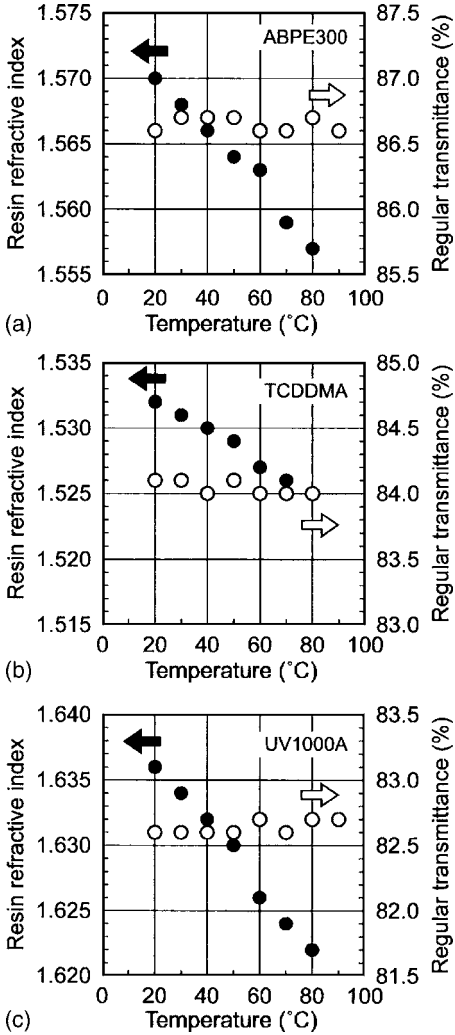 1.575
1.570
1.565
1.560
1.555
Resin refractive index
ABPE300
87.5
87.0
86.5
86.0
85.5
Regular transmittance (%)
0 20 40 60 80 100
(a) Temperature (˚C)
1.535
1.530
1.525
1.520
1.515
Resin refractive index
TCDDMA
85.0
84.5
84.0
83.5
83.0
Regular transmittance (%)
0 20 40 60 80 100
(b) Temperature (˚C)
1.640
1.635
1.630
1.625
1.620
Resin refractive index
UV1000A
83.5
83.0
82.5
82.0
81.5
Regular transmittance (%)
0 20 40 60 80 100
(c) Temperature (˚C)